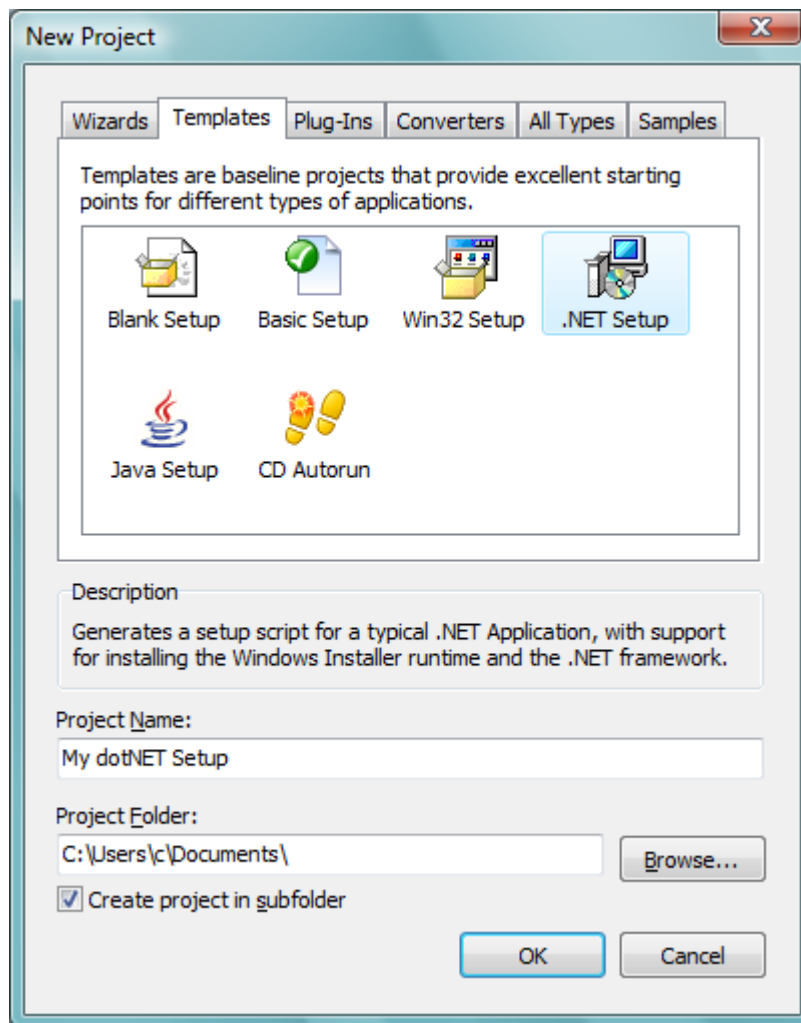 New Project
Wizards Templates Plug-Ins Converters All Types Samples
Templates are baseline projects that provide excellent starting
points for different types of applications.
Blank Setup Basic Setup Win32 Setup .NET Setup
Java Setup CD Autorun
Description
Generates a setup script for a typical .NET Application, with support
for installing the Windows Installer runtime and the .NET framework.
Project Name:
My dotNET Setup
Project Folder:
C:\Users\c\Documents\
Browse...
Create project in subfolder
OK Cancel